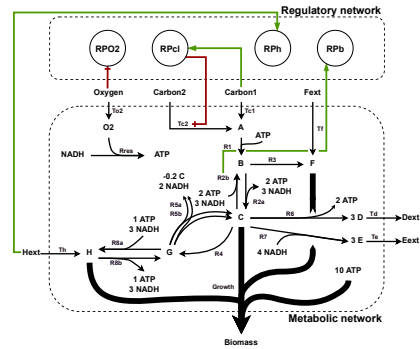 Regulatory network
RPO2
RPcl
RPh
RPb
Oxygen
Carbon2
Carbon1
Fext
To2
Tc2
Tc1
Tf
O2
A
Rres
NADH
ATP
R1
ATP
B
R3
F
R2b
-0.2 C
2 NADH
2 ATP
3 NADH
2 ATP
3 NADH
R2a
R5a
R5b
2 ATP
C
R6
3 D
Td
Dext
R7
3 E
Te
Eext
4 NADH
1 ATP
3 NADH
R8a
Hext
Th
H
G
R4
R8b
1 ATP
3 NADH
10 ATP
Growth
Metabolic network
Biomass